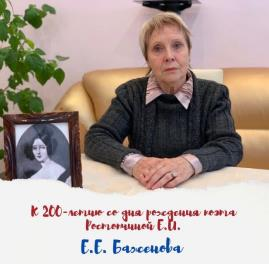 К 200-летию со дня рождения поэта
Ростопчиной Е.П.
Е.Е. Баженова